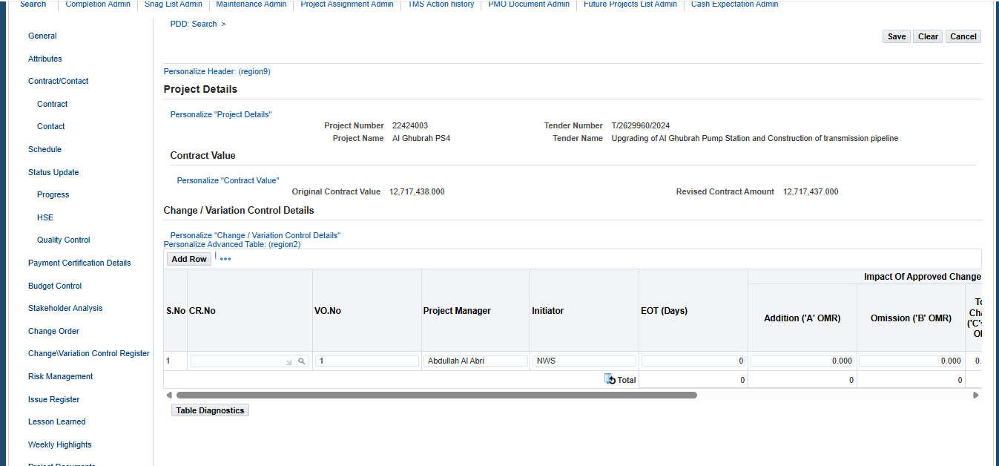 Search Completion Admin Snag List Admin Maintenance Admin Project Assignment Admin TMS Action history PMO Document Admin Future Projects List Admin Cash Expectation Admin
PDD: Search >
Save Clear Cancel
General
Attributes
Contract/Contact
Contract
Contact
Schedule
Status Update
Progress
HSE
Quality Control
Payment Certification Details
Budget Control
Stakeholder Analysis
Change Order
Change\Variation Control Register
Risk Management
Issue Register
Lesson Learned
Weekly Highlights
Project Documents
Personalize Header: (region9)
Project Details
Personalize "Project Details"
Project Number 22424003 Tender Number T/2629960/2024
Project Name Al Ghubrah PS4 Tender Name Upgrading of Al Ghubrah Pump Station and Construction of transmission pipeline
Contract Value
Personalize "Contract Value"
Original Contract Value 12,717,438.000 Revised Contract Amount 12,717,437.000
Change / Variation Control Details
Personalize "Change / Variation Control Details"
Personalize Advanced Table: (region2)
Add Row
Impact Of Approved Change
S.No CR.No VO.No Project Manager Initiator EOT (Days) Addition ('A' OMR) Omission ('B' OMR)
1 1 Abdullah Al Abri NWS 0 0.000 0.000 0.
Total 0 0 0
Table Diagnostics